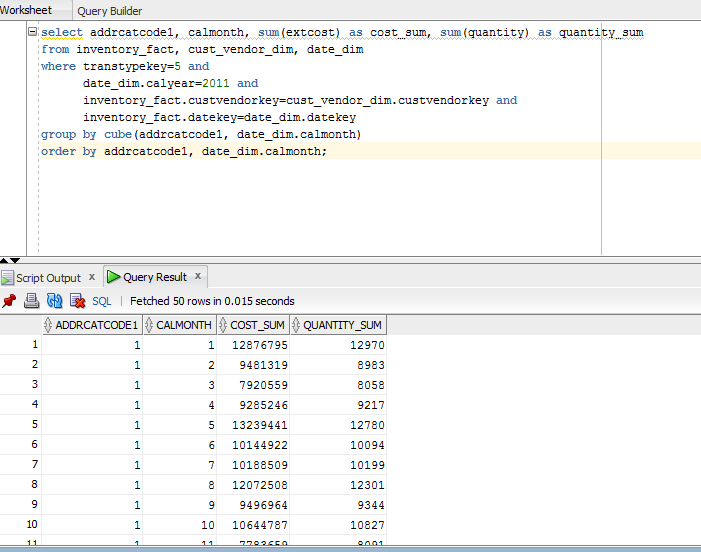 Worksheet Query Builder
select addrcatcode1, calmonth, sum(extcost) as cost_sum, sum(quantity) as quantity_sum
from inventory_fact, cust_vendor_dim, date_dim
where transtypekey=5 and
date_dim.calyear=2011 and
inventory_fact.custvendorkey=cust_vendor_dim.custvendorkey and
inventory_fact.datekey=date_dim.datekey
group by cube(addrcatcode1, date_dim.calmonth)
order by addrcatcode1, date_dim.calmonth;
Script Output x Query Result x
SQL | Fetched 50 rows in 0.015 seconds
ADDRCATCODE1 CALMONTH COST_SUM QUANTITY_SUM
1 1 1 12876795 12970
2 1 2 9481319 8983
3 1 3 7920559 8058
4 1 4 9285246 9217
5 1 5 13239441 12780
6 1 6 10144922 10094
7 1 7 10188509 10199
8 1 8 12072508 12301
9 1 9 9496964 9344
10 1 10 10644787 10827
11 1 11 7783659 8091